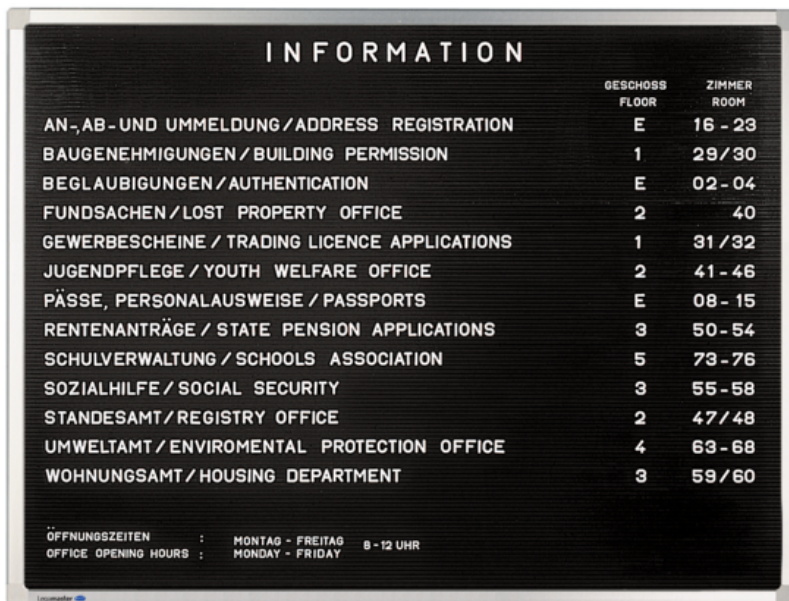 INFORMATION
GESCHOSS ZIMMER
FLOOR ROOM
AN-,AB-UND UMMELDUNG/ADDRESS REGISTRATION E 16-23
BAUGENEHMIGUNGEN/BUILDING PERMISSION 1 29/30
BEGLAUBIGUNGEN/AUTHENTICATION E 02-04
FUNDSACHEN/LOST PROPERTY OFFICE 2 40
GEWERBESCHEINE/TRADING LICENCE APPLICATIONS 1 31/32
JUGENDPFLEGE/YOUTH WELFARE OFFICE 2 41-46
PÄSSE, PERSONALAUSWEISE/PASSPORTS E 08-15
RENTENANTRÄGE/STATE PENSION APPLICATIONS 3 50-54
SCHULVERWALTUNG/SCHOOLS ASSOCIATION 5 73-76
SOZIALHILFE/SOCIAL SECURITY 3 55-58
STANDESAMT/REGISTRY OFFICE 2 47/48
UMWELTAMT/ENVIROMENTAL PROTECTION OFFICE 4 63-68
WOHNUNGSAMT/HOUSING DEPARTMENT 3 59/60
ÖFFNUNGSZEITEN : MONTAG - FREITAG 8-12 UHR
OFFICE OPENING HOURS : MONDAY - FRIDAY
Legamaster